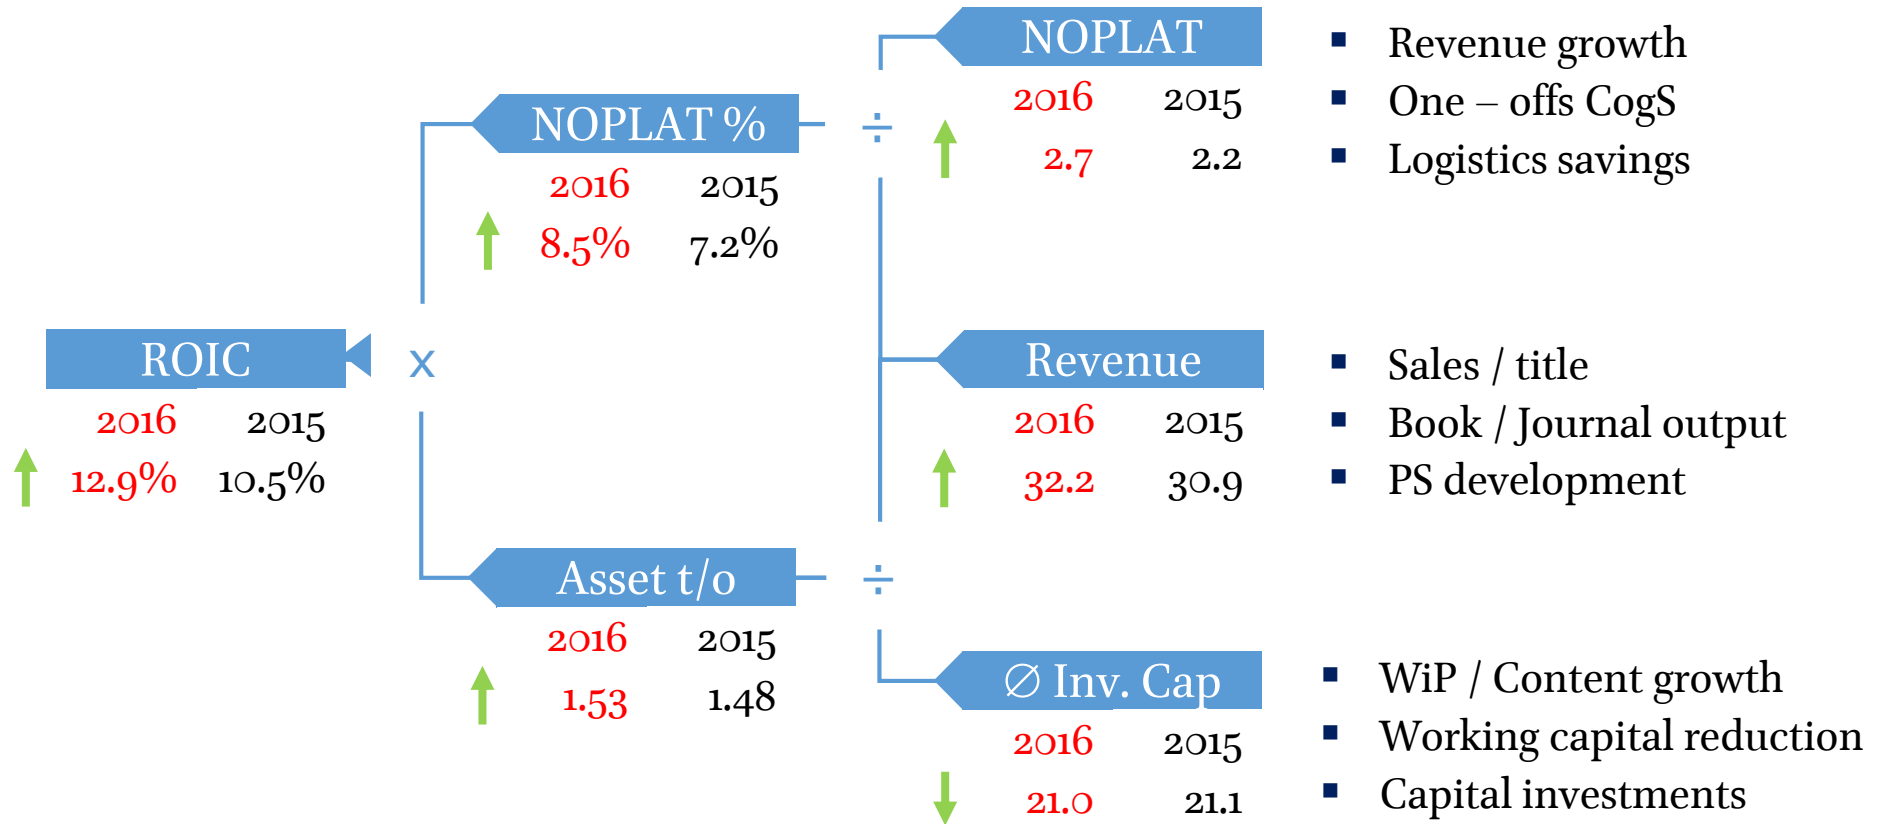 NOPLAT
2016 2015
2.7 2.2
▪ Revenue growth
▪ One – offs CogS
▪ Logistics savings
NOPLAT %
2016 2015
8.5% 7.2%
÷
ROIC
2016 2015
12.9% 10.5%
x
Revenue
2016 2015
32.2 30.9
▪ Sales / title
▪ Book / Journal output
▪ PS development
Asset t/o
2016 2015
1.53 1.48
÷
∅ Inv. Cap
2016 2015
21.0 21.1
▪ WiP / Content growth
▪ Working capital reduction
▪ Capital investments